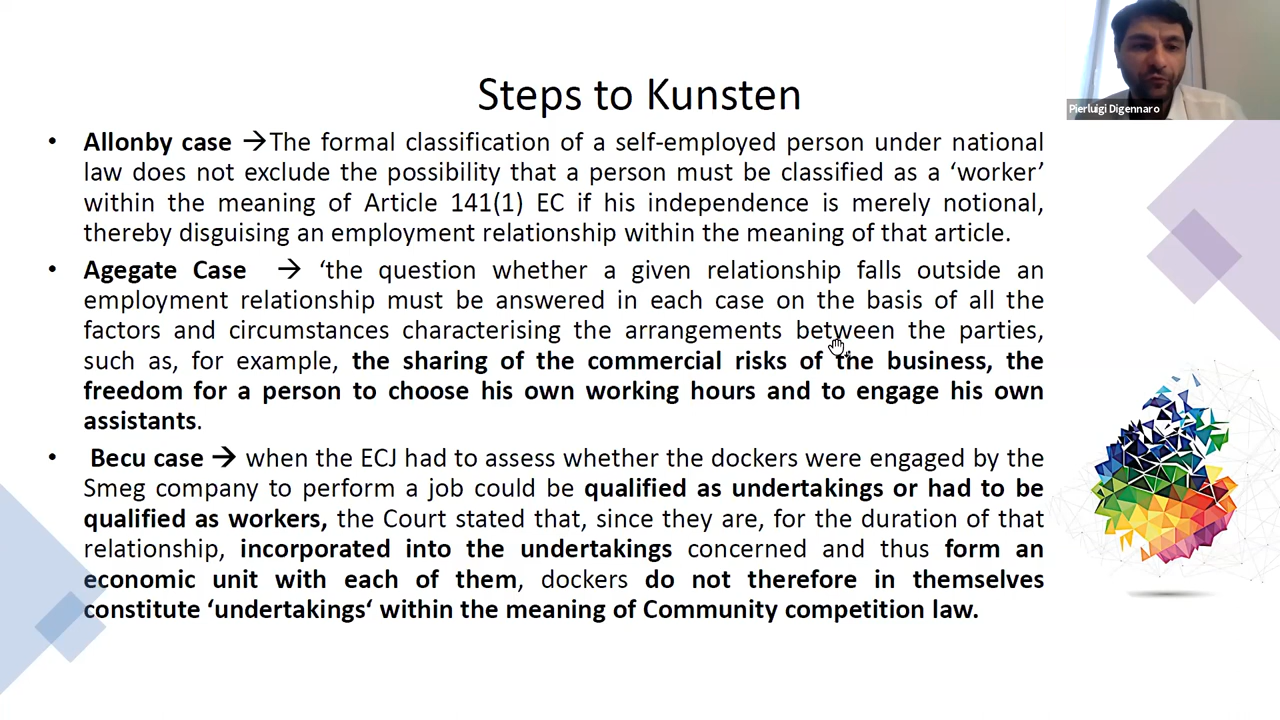 Pierluigi Digennaro
Steps to Kunsten
• Allonby case →The formal classification of a self-employed person under national
law does not exclude the possibility that a person must be classified as a ‘worker’
within the meaning of Article 141(1) EC if his independence is merely notional,
thereby disguising an employment relationship within the meaning of that article.
• Agegate Case → ‘the question whether a given relationship falls outside an
employment relationship must be answered in each case on the basis of all the
factors and circumstances characterising the arrangements between the parties,
such as, for example, the sharing of the commercial risks of the business, the
freedom for a person to choose his own working hours and to engage his own
assistants.
• Becu case → when the ECJ had to assess whether the dockers were engaged by the
Smeg company to perform a job could be qualified as undertakings or had to be
qualified as workers, the Court stated that, since they are, for the duration of that
relationship, incorporated into the undertakings concerned and thus form an
economic unit with each of them, dockers do not therefore in themselves
constitute ‘undertakings‘ within the meaning of Community competition law.